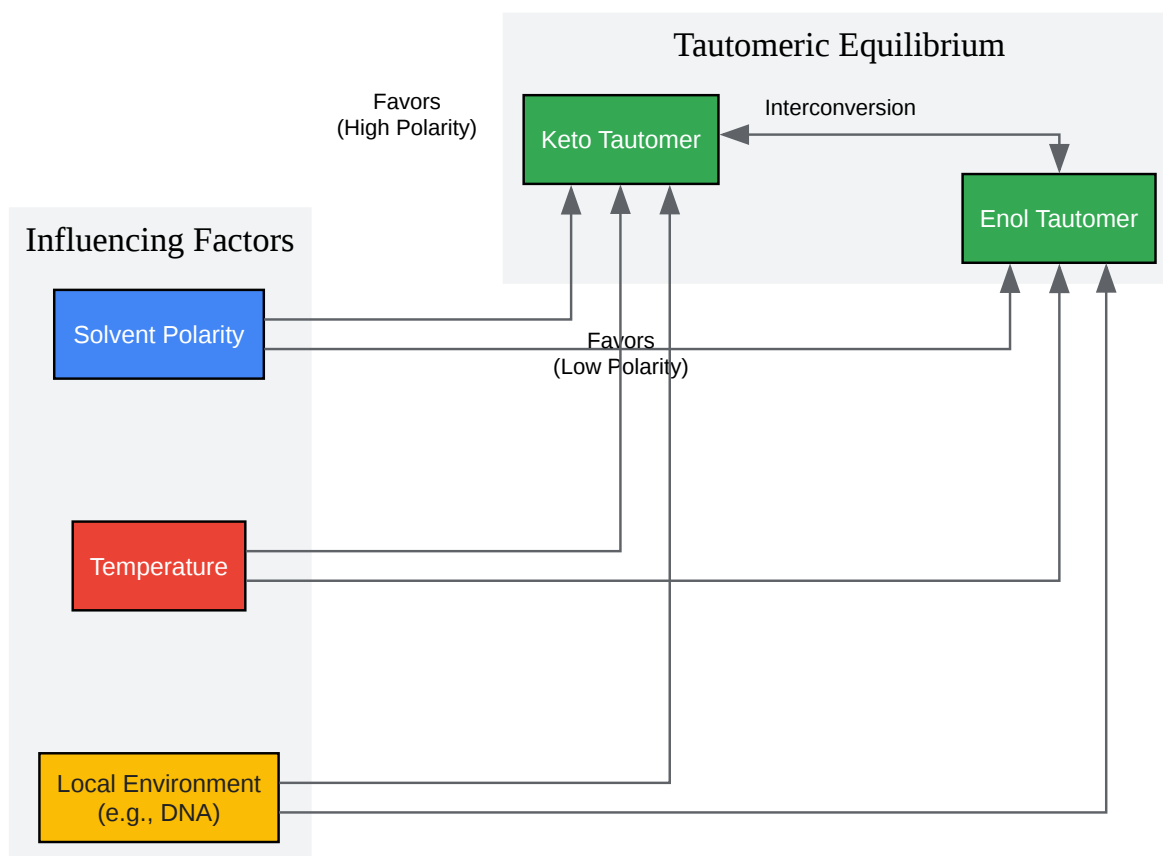 Tautomeric Equilibrium
Favors
(High Polarity)
Interconversion
Keto Tautomer
Enol Tautomer
Influencing Factors
Solvent Polarity
Favors
(Low Polarity)
Temperature
Local Environment
(e.g., DNA)